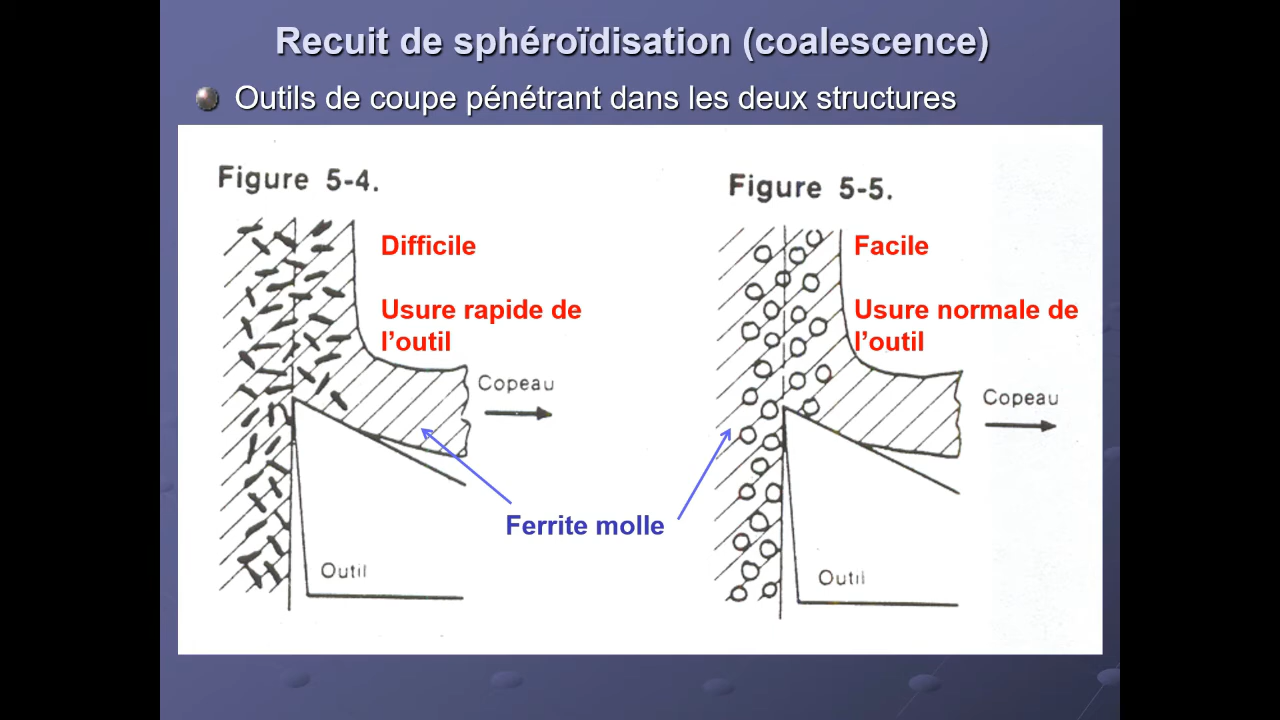 Recuit de sphéroïdisation (coalescence)
Outils de coupe pénétrant dans les deux structures
Figure 5-4.
Difficile
Usure rapide de
l’outil
Copeau
Outil
Figure 5-5.
Facile
Usure normale de
l’outil
Copeau
Outil
Ferrite molle